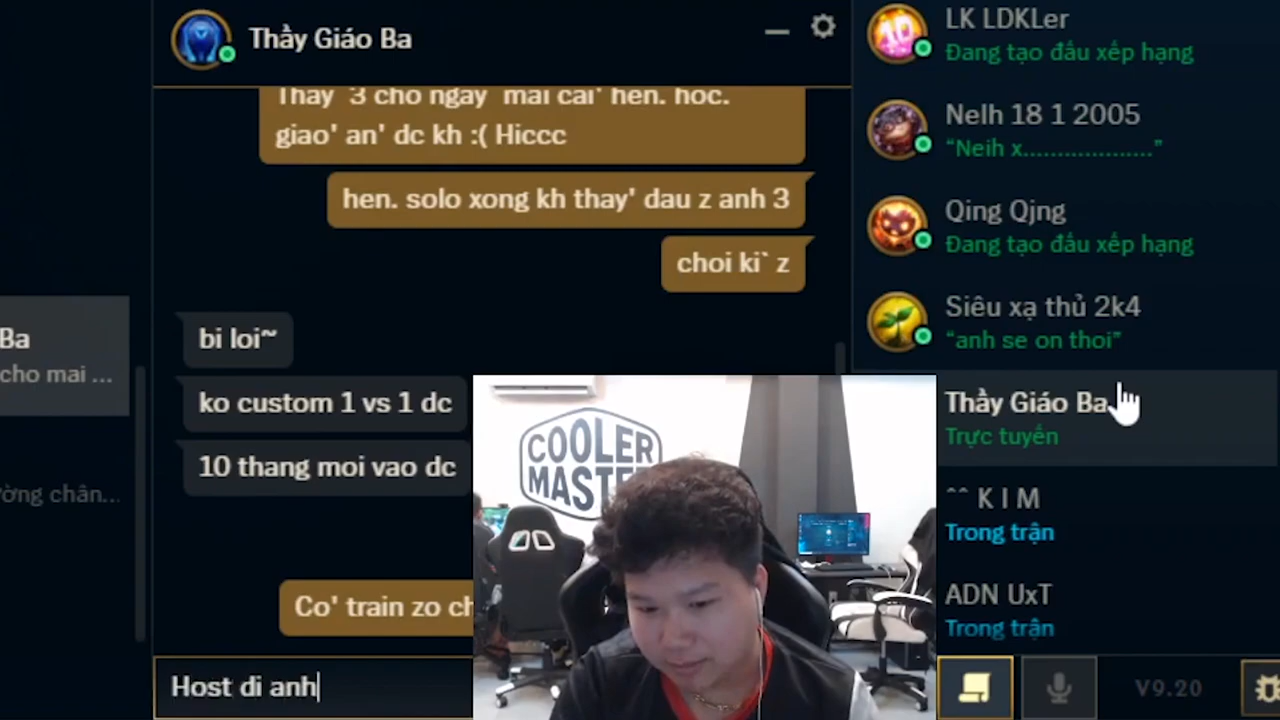 Thầy Giáo Ba
Thay 3 cho ngay mai cai' hen. hoc.
giao' an' dc kh :( Hiccc
hen. solo xong kh thay' dau z anh 3
choi ki` z
bi loi~
ko custom 1 vs 1 dc
10 thang moi vao dc
Co' train zo ch
Host di anh
Ba
cho mai ...
ường chân...
LK LDKLer
Đang tạo đấu xếp hạng
Nelh 18 1 2005
“Neih x...................”
Qing Qjng
Đang tạo đấu xếp hạng
Siêu xạ thủ 2k4
“anh se on thoi”
Thầy Giáo Ba
Trực tuyến
^^ K I M
Trong trận
ADN UxT
Trong trận
V9.20
COOLER
MASTER
10